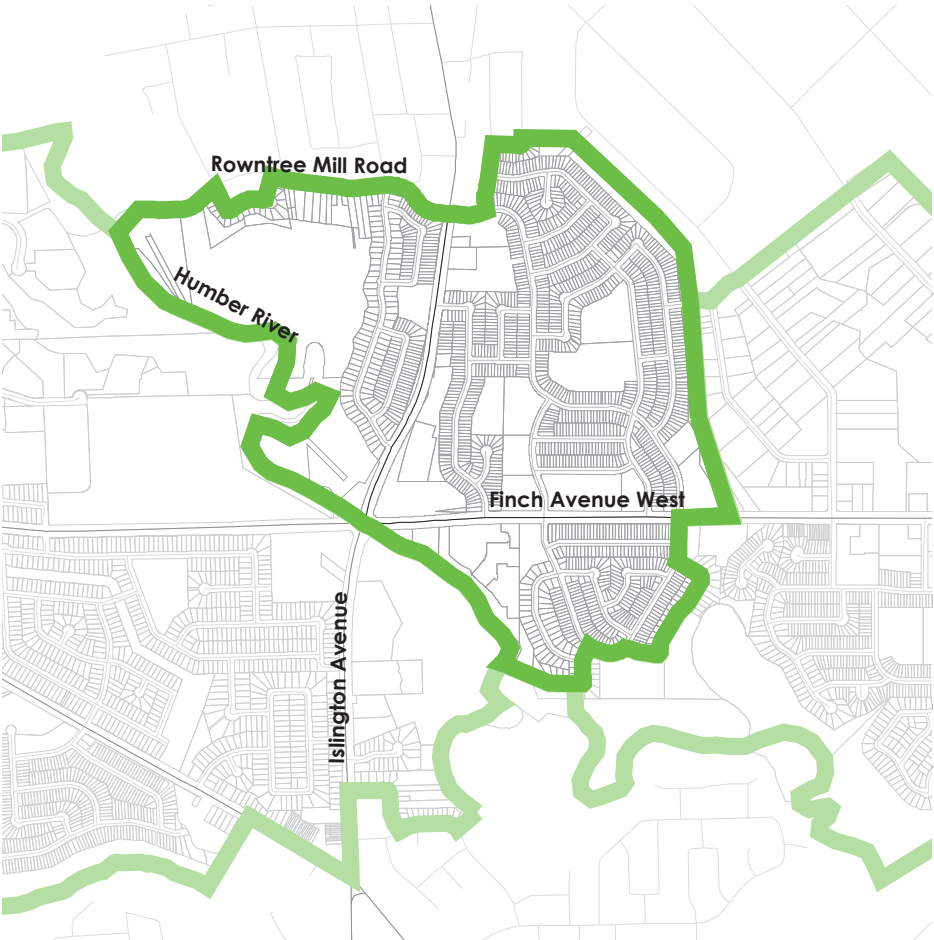 Rowntree Mill Road
Humber River
Finch Avenue West
Islington Avenue